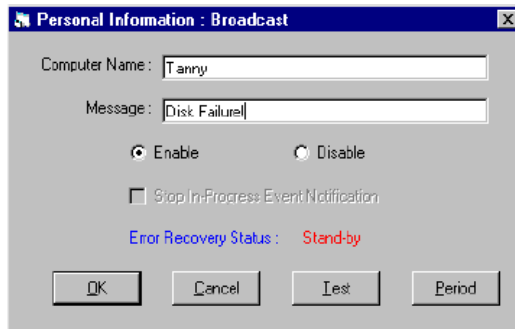 Personal Information : Broadcast
Computer Name : Tanny
Message : Disk Failure!
Enable Disable
Stop In-Progress Event Notification
Error Recovery Status : Stand-by
OK Cancel Test Period